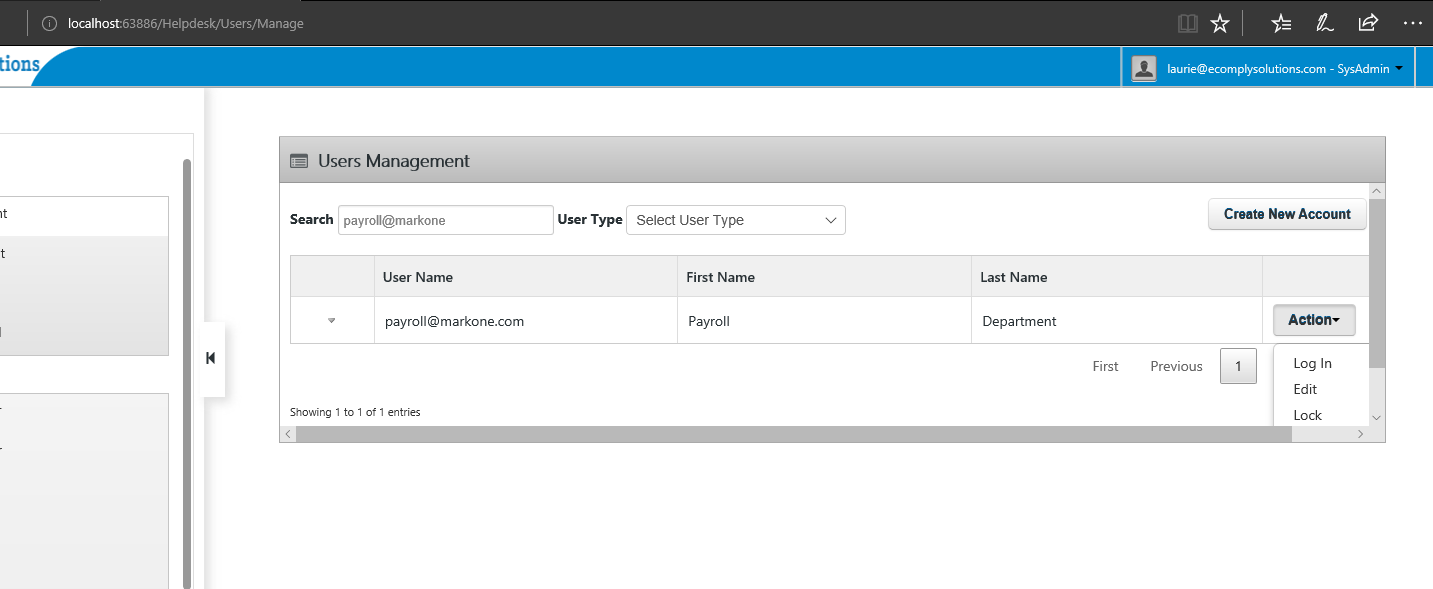 localhost:63886/Helpdesk/Users/Manage
tions
laurie@ecomplysolutions.com - SysAdmin
Users Management
Search payroll@markone User Type Select User Type Create New Account
User Name First Name Last Name
payroll@markone.com Payroll Department Action
First Previous 1
Log In
Edit
Lock
Showing 1 to 1 of 1 entries
nt
t